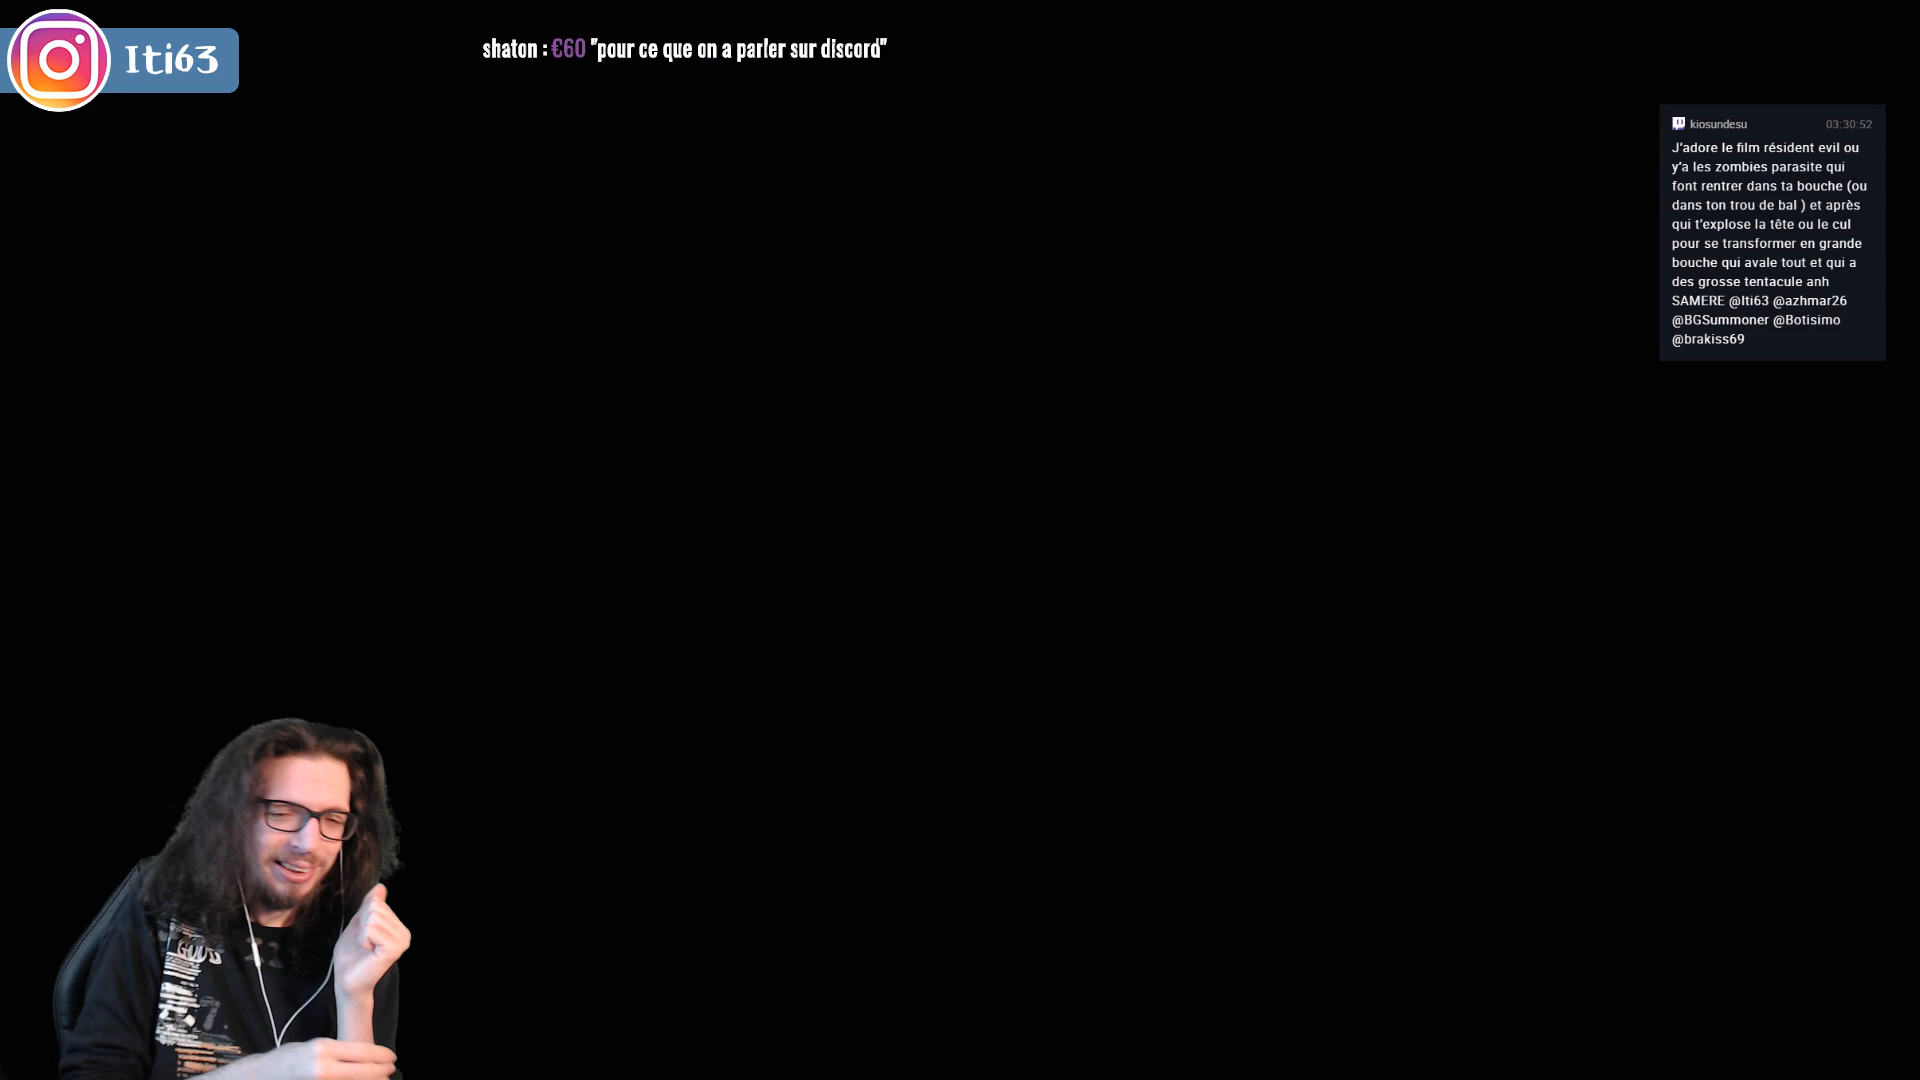 Iti63
shaton : €60 "pour ce que on a parler sur discord"
kiosundesu 03:30:52
J'adore le film résident evil ou
y'a les zombies parasite qui
font rentrer dans ta bouche (ou
dans ton trou de bal ) et après
qui t'explose la tête ou le cul
pour se transformer en grande
bouche qui avale tout et qui a
des grosse tentacule anh
SAMERE @Iti63 @azhmar26
@BGSummoner @Botisimo
@brakiss69